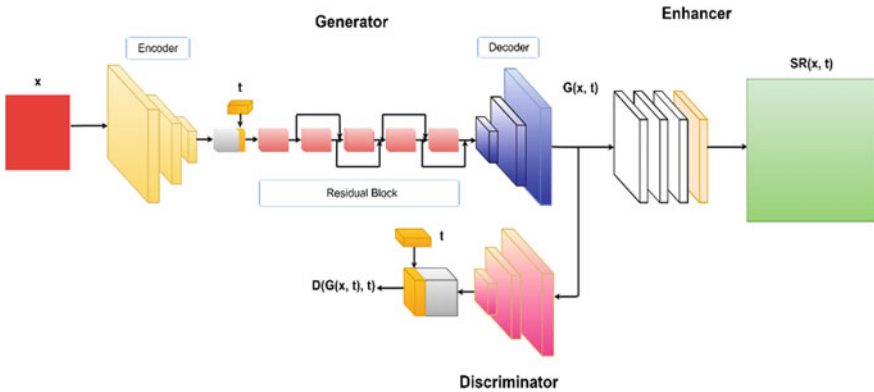 Generator
Enhancer
Encoder
Decoder
x
t
G(x, t)
SR(x, t)
Residual Block
t
D(G(x, t), t)
Discriminator